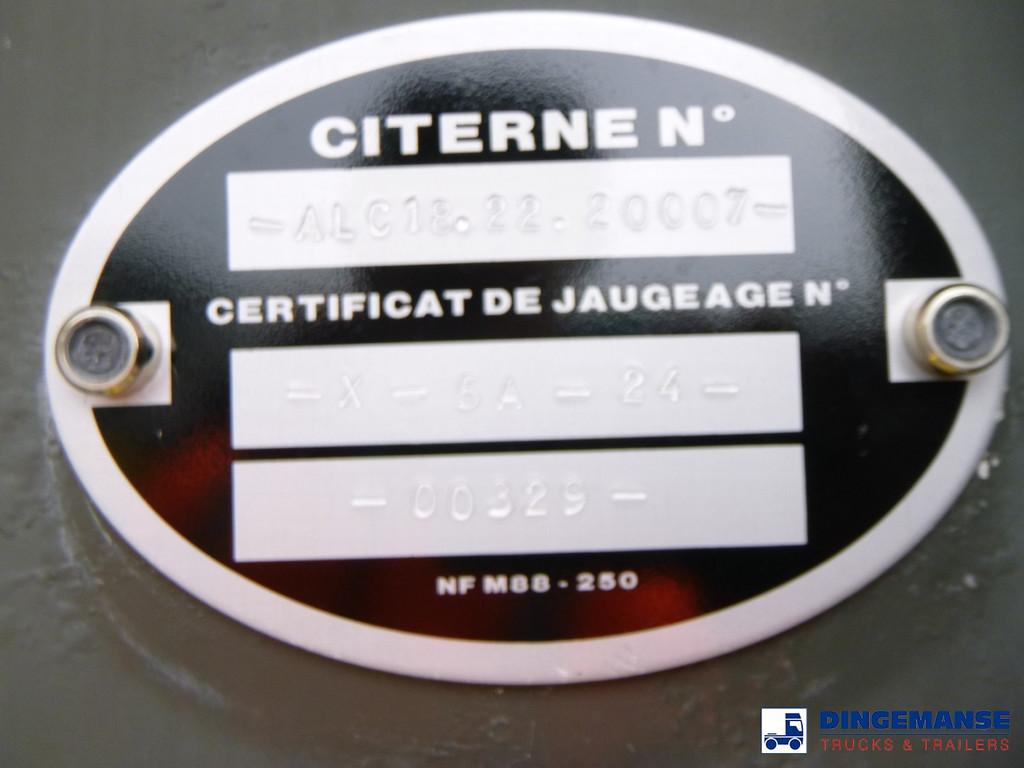 CITERNE N°
-ALC18.22.20007-
CERTIFICAT DE JAUGEAGE N°
- X - 5A - 24 -
- 00329 -
NF M88 - 250
DINGEMANSE
TRUCKS & TRAILERS